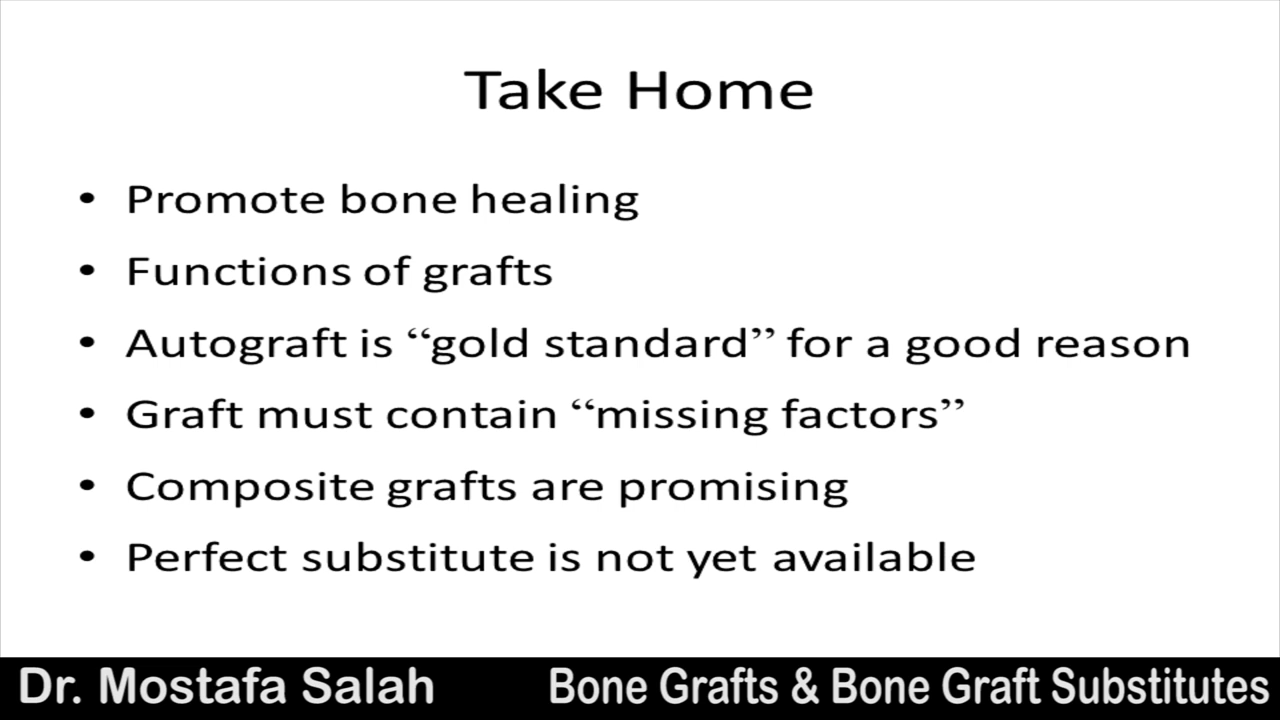 Take Home
• Promote bone healing
• Functions of grafts
• Autograft is “gold standard” for a good reason
• Graft must contain “missing factors”
• Composite grafts are promising
• Perfect substitute is not yet available
Dr. Mostafa Salah Bone Grafts & Bone Graft Substitutes